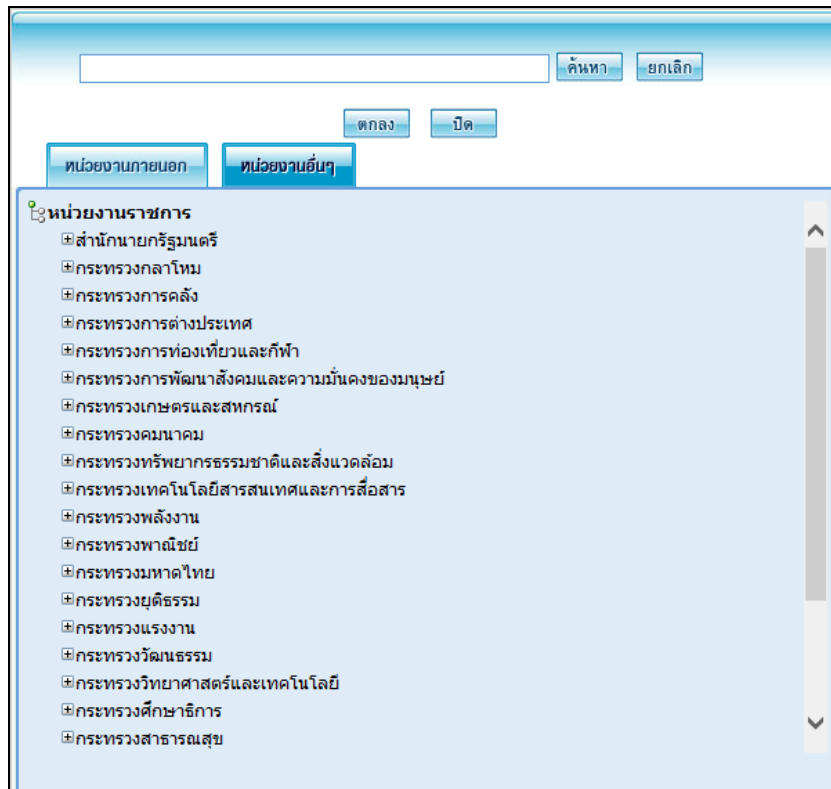 ค้นหา ยกเลิก
ตกลง ปิด
หน่วยงานภายนอก หน่วยงานอื่นๆ
หน่วยงานราชการ
สำนักนายกรัฐมนตรี
กระทรวงกลาโหม
กระทรวงการคลัง
กระทรวงการต่างประเทศ
กระทรวงการท่องเที่ยวและกีฬา
กระทรวงการพัฒนาสังคมและความมั่นคงของมนุษย์
กระทรวงเกษตรและสหกรณ์
กระทรวงคมนาคม
กระทรวงทรัพยากรธรรมชาติและสิ่งแวดล้อม
กระทรวงเทคโนโลยีสารสนเทศและการสื่อสาร
กระทรวงพลังงาน
กระทรวงพาณิชย์
กระทรวงมหาดไทย
กระทรวงยุติธรรม
กระทรวงแรงงาน
กระทรวงวัฒนธรรม
กระทรวงวิทยาศาสตร์และเทคโนโลยี
กระทรวงศึกษาธิการ
กระทรวงสาธารณสุข